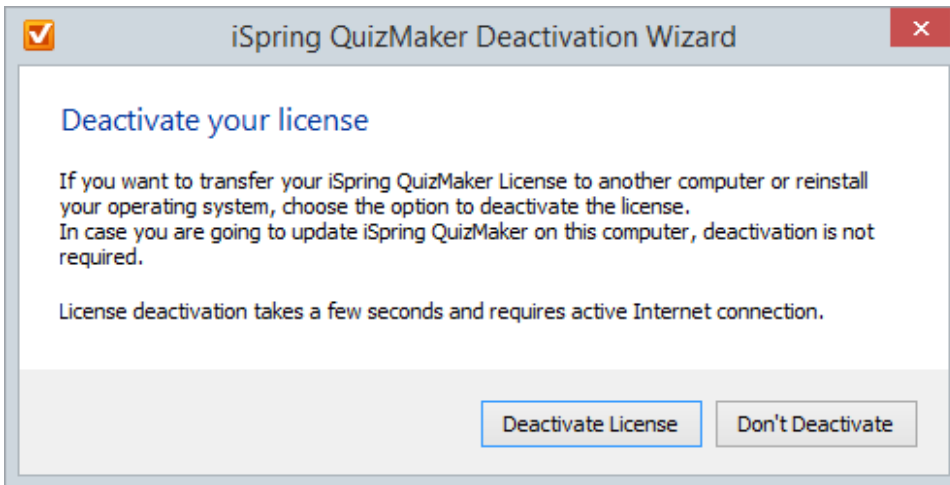 iSpring QuizMaker Deactivation Wizard
Deactivate your license
If you want to transfer your iSpring QuizMaker License to another computer or reinstall
your operating system, choose the option to deactivate the license.
In case you are going to update iSpring QuizMaker on this computer, deactivation is not
required.
License deactivation takes a few seconds and requires active Internet connection.
Deactivate License
Don't Deactivate